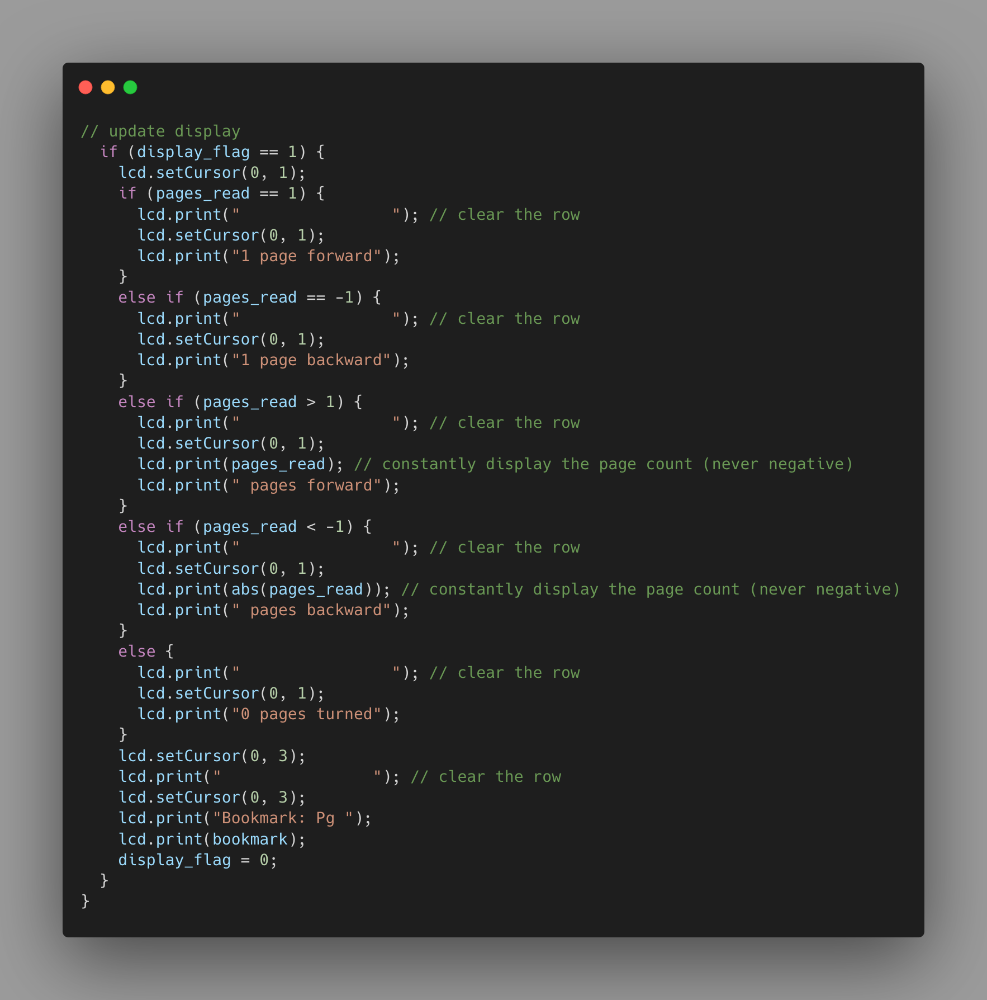 // update display
  if (display_flag == 1) {
    lcd.setCursor(0, 1);
    if (pages_read == 1) {
      lcd.print("                "); // clear the row
      lcd.setCursor(0, 1);
      lcd.print("1 page forward");
    }
    else if (pages_read == -1) {
      lcd.print("                "); // clear the row
      lcd.setCursor(0, 1);
      lcd.print("1 page backward");
    }
    else if (pages_read > 1) {
      lcd.print("                "); // clear the row
      lcd.setCursor(0, 1);
      lcd.print(pages_read); // constantly display the page count (never negative)
      lcd.print(" pages forward");
    }
    else if (pages_read < -1) {
      lcd.print("                "); // clear the row
      lcd.setCursor(0, 1);
      lcd.print(abs(pages_read)); // constantly display the page count (never negative)
      lcd.print(" pages backward");
    }
    else {
      lcd.print("                "); // clear the row
      lcd.setCursor(0, 1);
      lcd.print("0 pages turned");
    }
    lcd.setCursor(0, 3);
    lcd.print("                "); // clear the row
    lcd.setCursor(0, 3);
    lcd.print("Bookmark: Pg ");
    lcd.print(bookmark);
    display_flag = 0;
  }
}